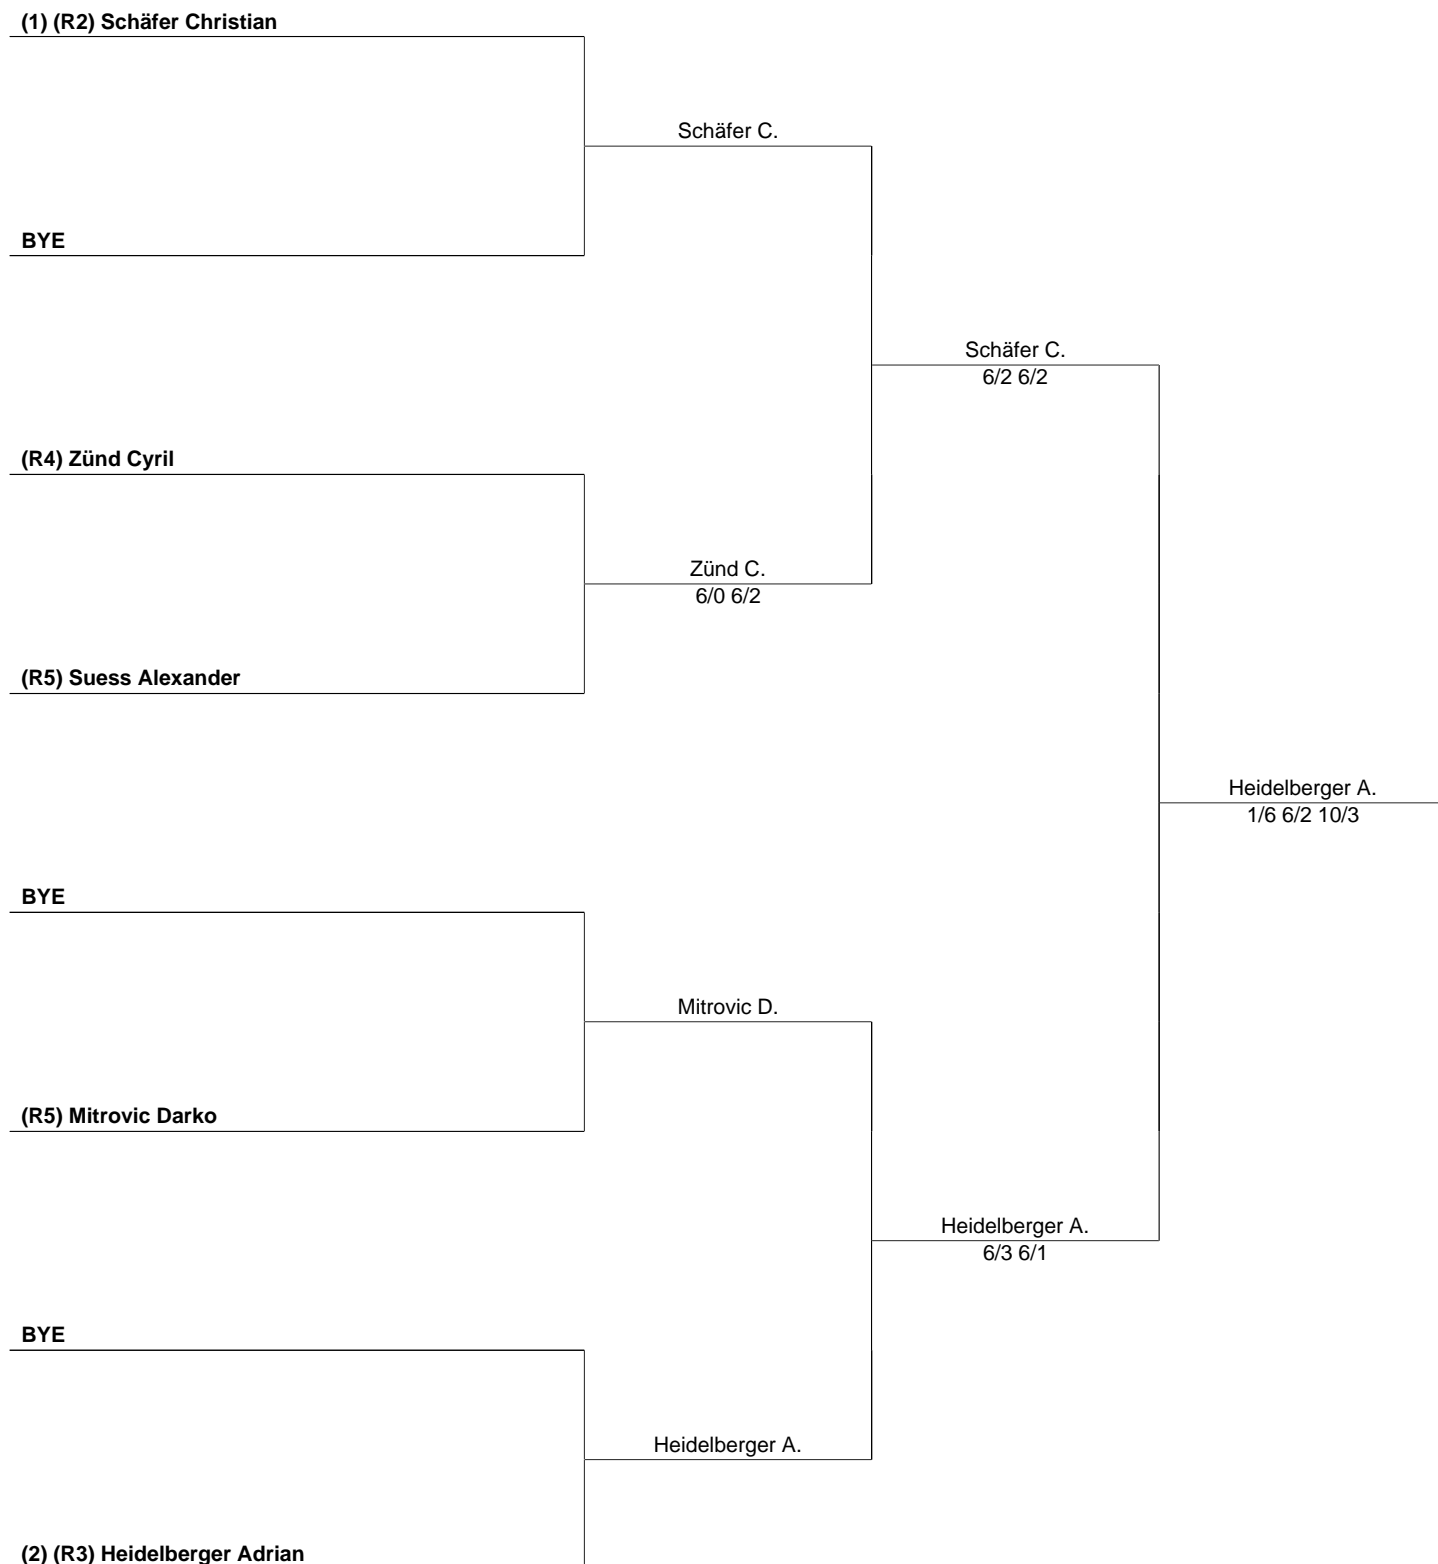 (1) (R2) Schäfer Christian
Schäfer C.
BYE
Schäfer C.
6/2 6/2
(R4) Zünd Cyril
Zünd C.
6/0 6/2
(R5) Suess Alexander
Heidelberger A.
1/6 6/2 10/3
BYE
Mitrovic D.
(R5) Mitrovic Darko
Heidelberger A.
6/3 6/1
BYE
Heidelberger A.
(2) (R3) Heidelberger Adrian